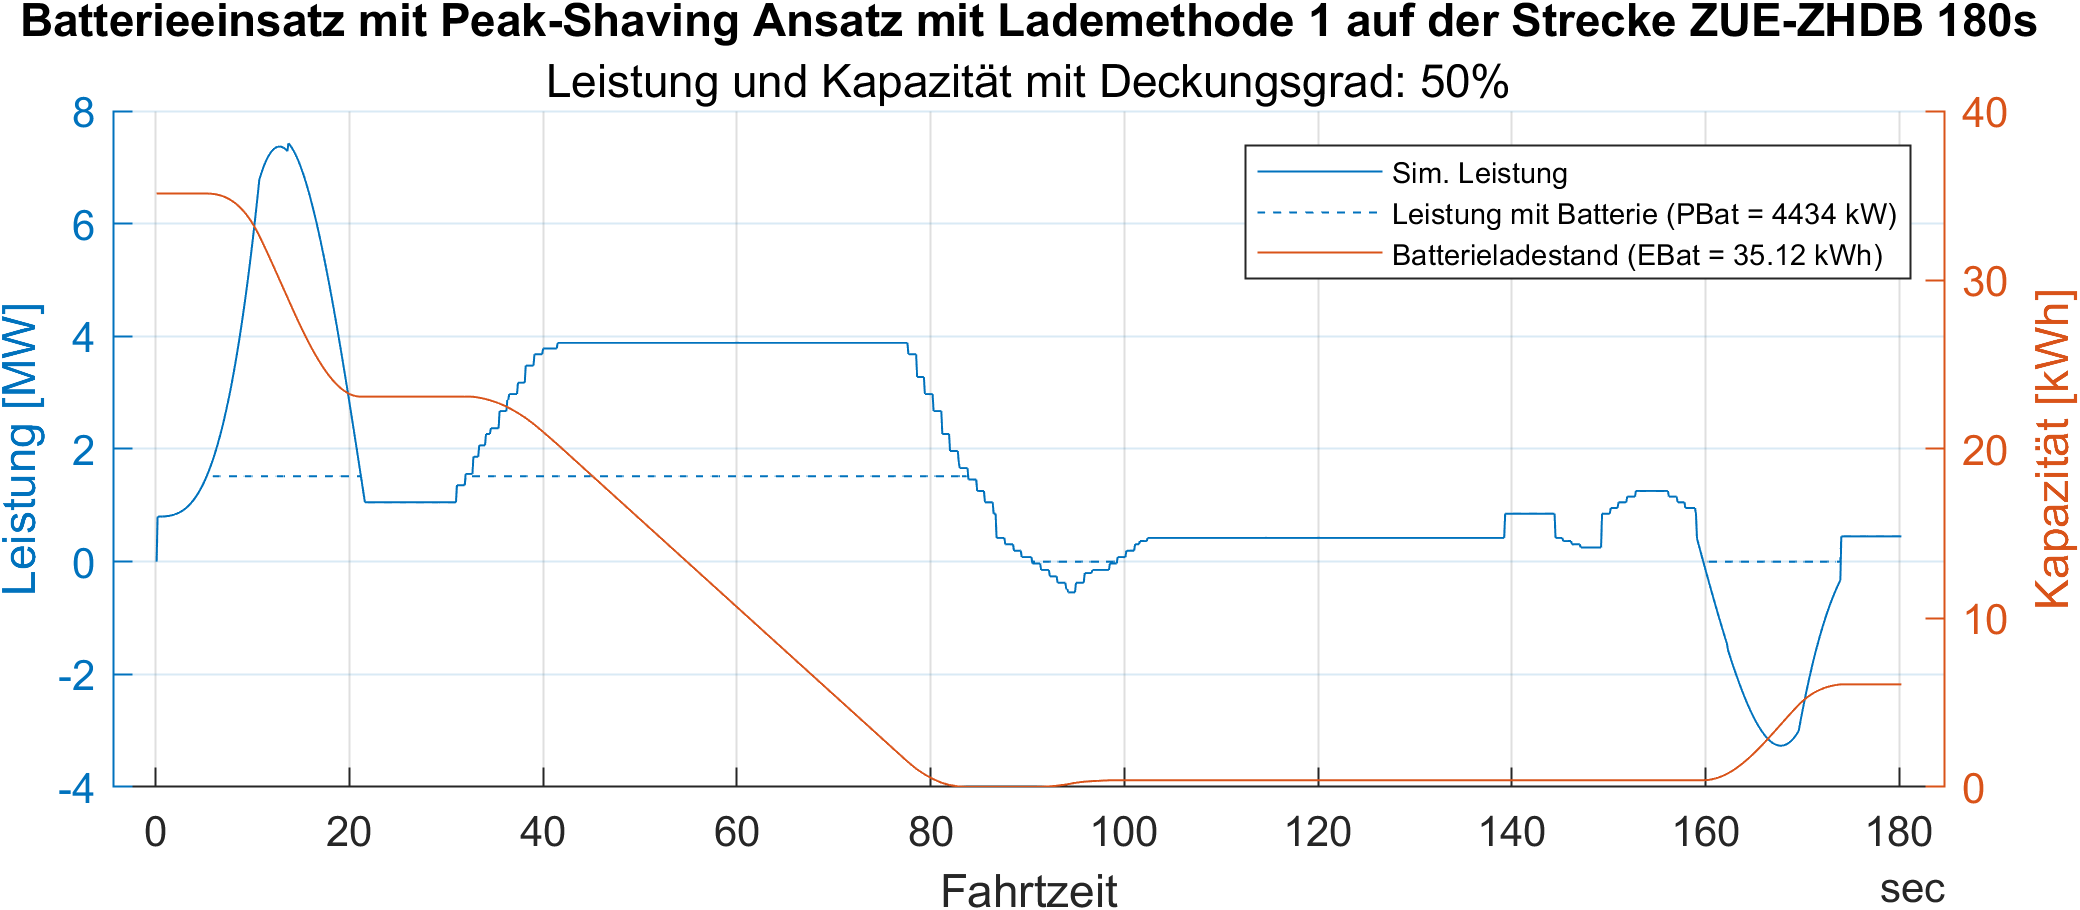 Batterieeinsatz mit Peak-Shaving Ansatz mit Lademethode 1 auf der Strecke ZUE-ZHDB 180s
Leistung und Kapazität mit Deckungsgrad: 50%
Leistung [MW]
8
6
4
2
0
-2
-4
Sim. Leistung
Leistung mit Batterie (PBat = 4434 kW)
Batterieladestand (EBat = 35.12 kWh)
40
30
20
10
0
Kapazität [kWh]
0 20 40 60 80 100 120 140 160 180
Fahrtzeit sec